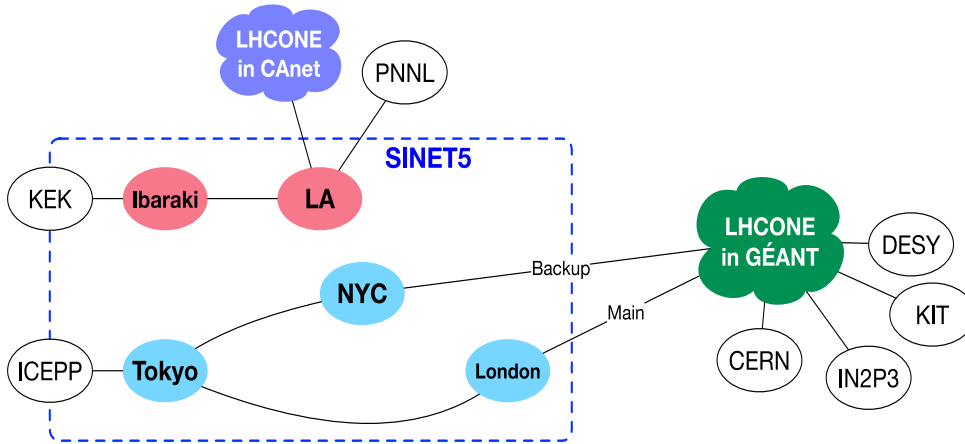 LHCONE
in CAnet
PNNL
SINET5
KEK
Ibaraki
LA
LHCONE
in GÉANT
DESY
Backup
NYC
Main
KIT
ICEPP
Tokyo
London
CERN
IN2P3